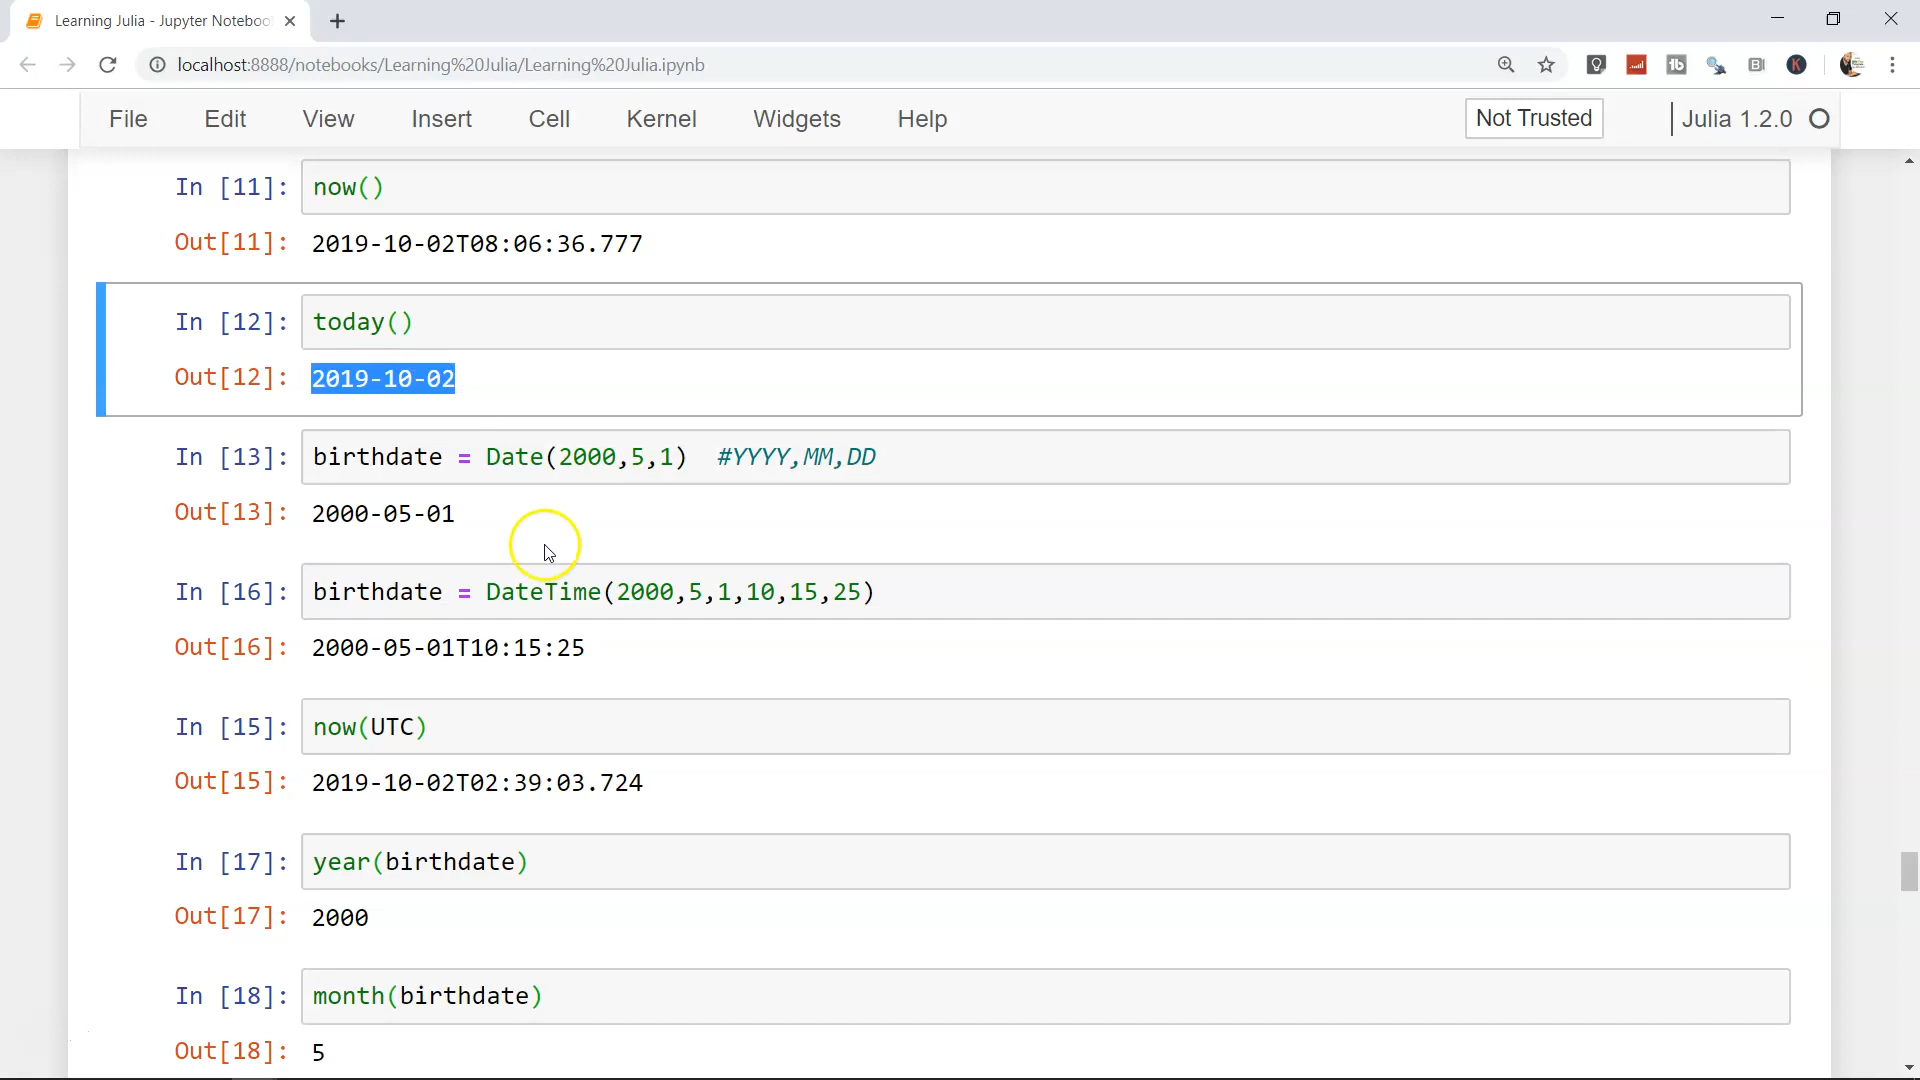 Learning Julia - Jupyter Noteboo
localhost:8888/notebooks/Learning%20Julia/Learning%20Julia.ipynb
File Edit View Insert Cell Kernel Widgets Help Not Trusted Julia 1.2.0
In [11]: now()
Out[11]: 2019-10-02T08:06:36.777
In [12]: today()
Out[12]: 2019-10-02
In [13]: birthdate = Date(2000,5,1)  #YYYY,MM,DD
Out[13]: 2000-05-01
In [16]: birthdate = DateTime(2000,5,1,10,15,25)
Out[16]: 2000-05-01T10:15:25
In [15]: now(UTC)
Out[15]: 2019-10-02T02:39:03.724
In [17]: year(birthdate)
Out[17]: 2000
In [18]: month(birthdate)
Out[18]: 5